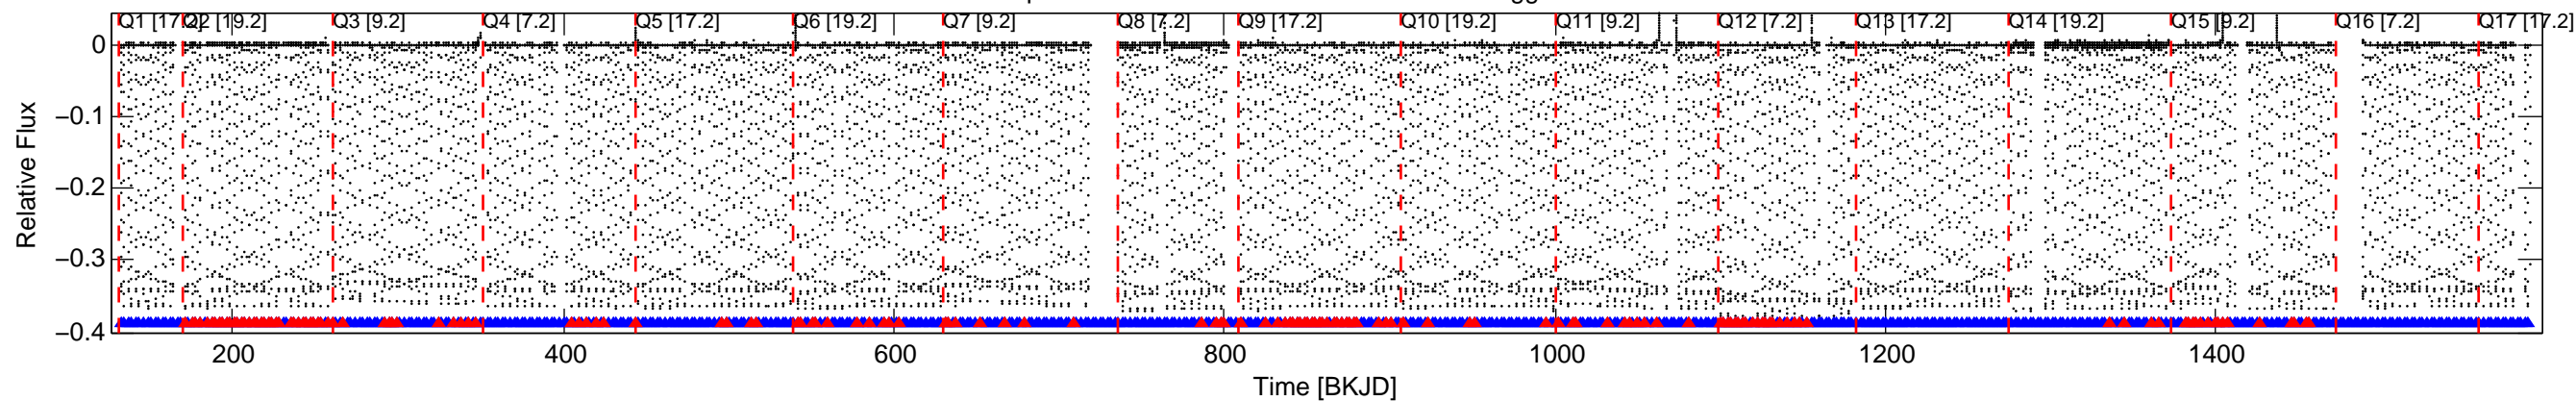 Q1 [17.2] Q2 [19.2] Q3 [9.2] Q4 [7.2] Q5 [17.2] Q6 [19.2] Q7 [9.2] Q8 [7.2] Q9 [17.2] Q10 [19.2] Q11 [9.2] Q12 [7.2] Q13 [17.2] Q14 [19.2] Q15 [9.2] Q16 [7.2] Q17 [17.2]
0
−0.1
−0.2
−0.3
−0.4
Relative Flux
200 400 600 800 1000 1200 1400
Time [BKJD]